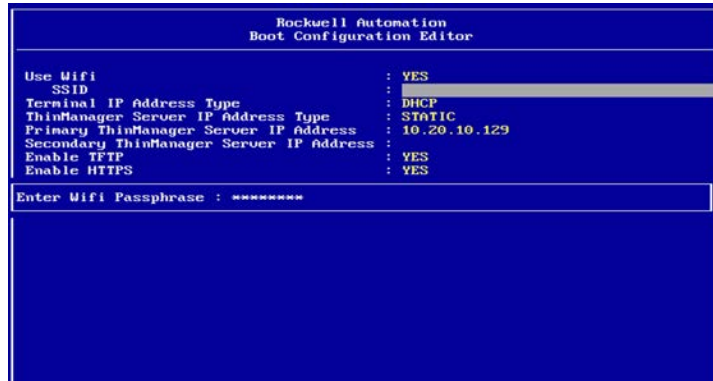 Rockwell Automation
Boot Configuration Editor
Use Wifi : YES
SSID :
Terminal IP Address Type : DHCP
ThinManager Server IP Address Type : STATIC
Primary ThinManager Server IP Address : 10.20.10.129
Secondary ThinManager Server IP Address :
Enable TFTP : YES
Enable HTTPS : YES
Enter Wifi Passphrase : ********